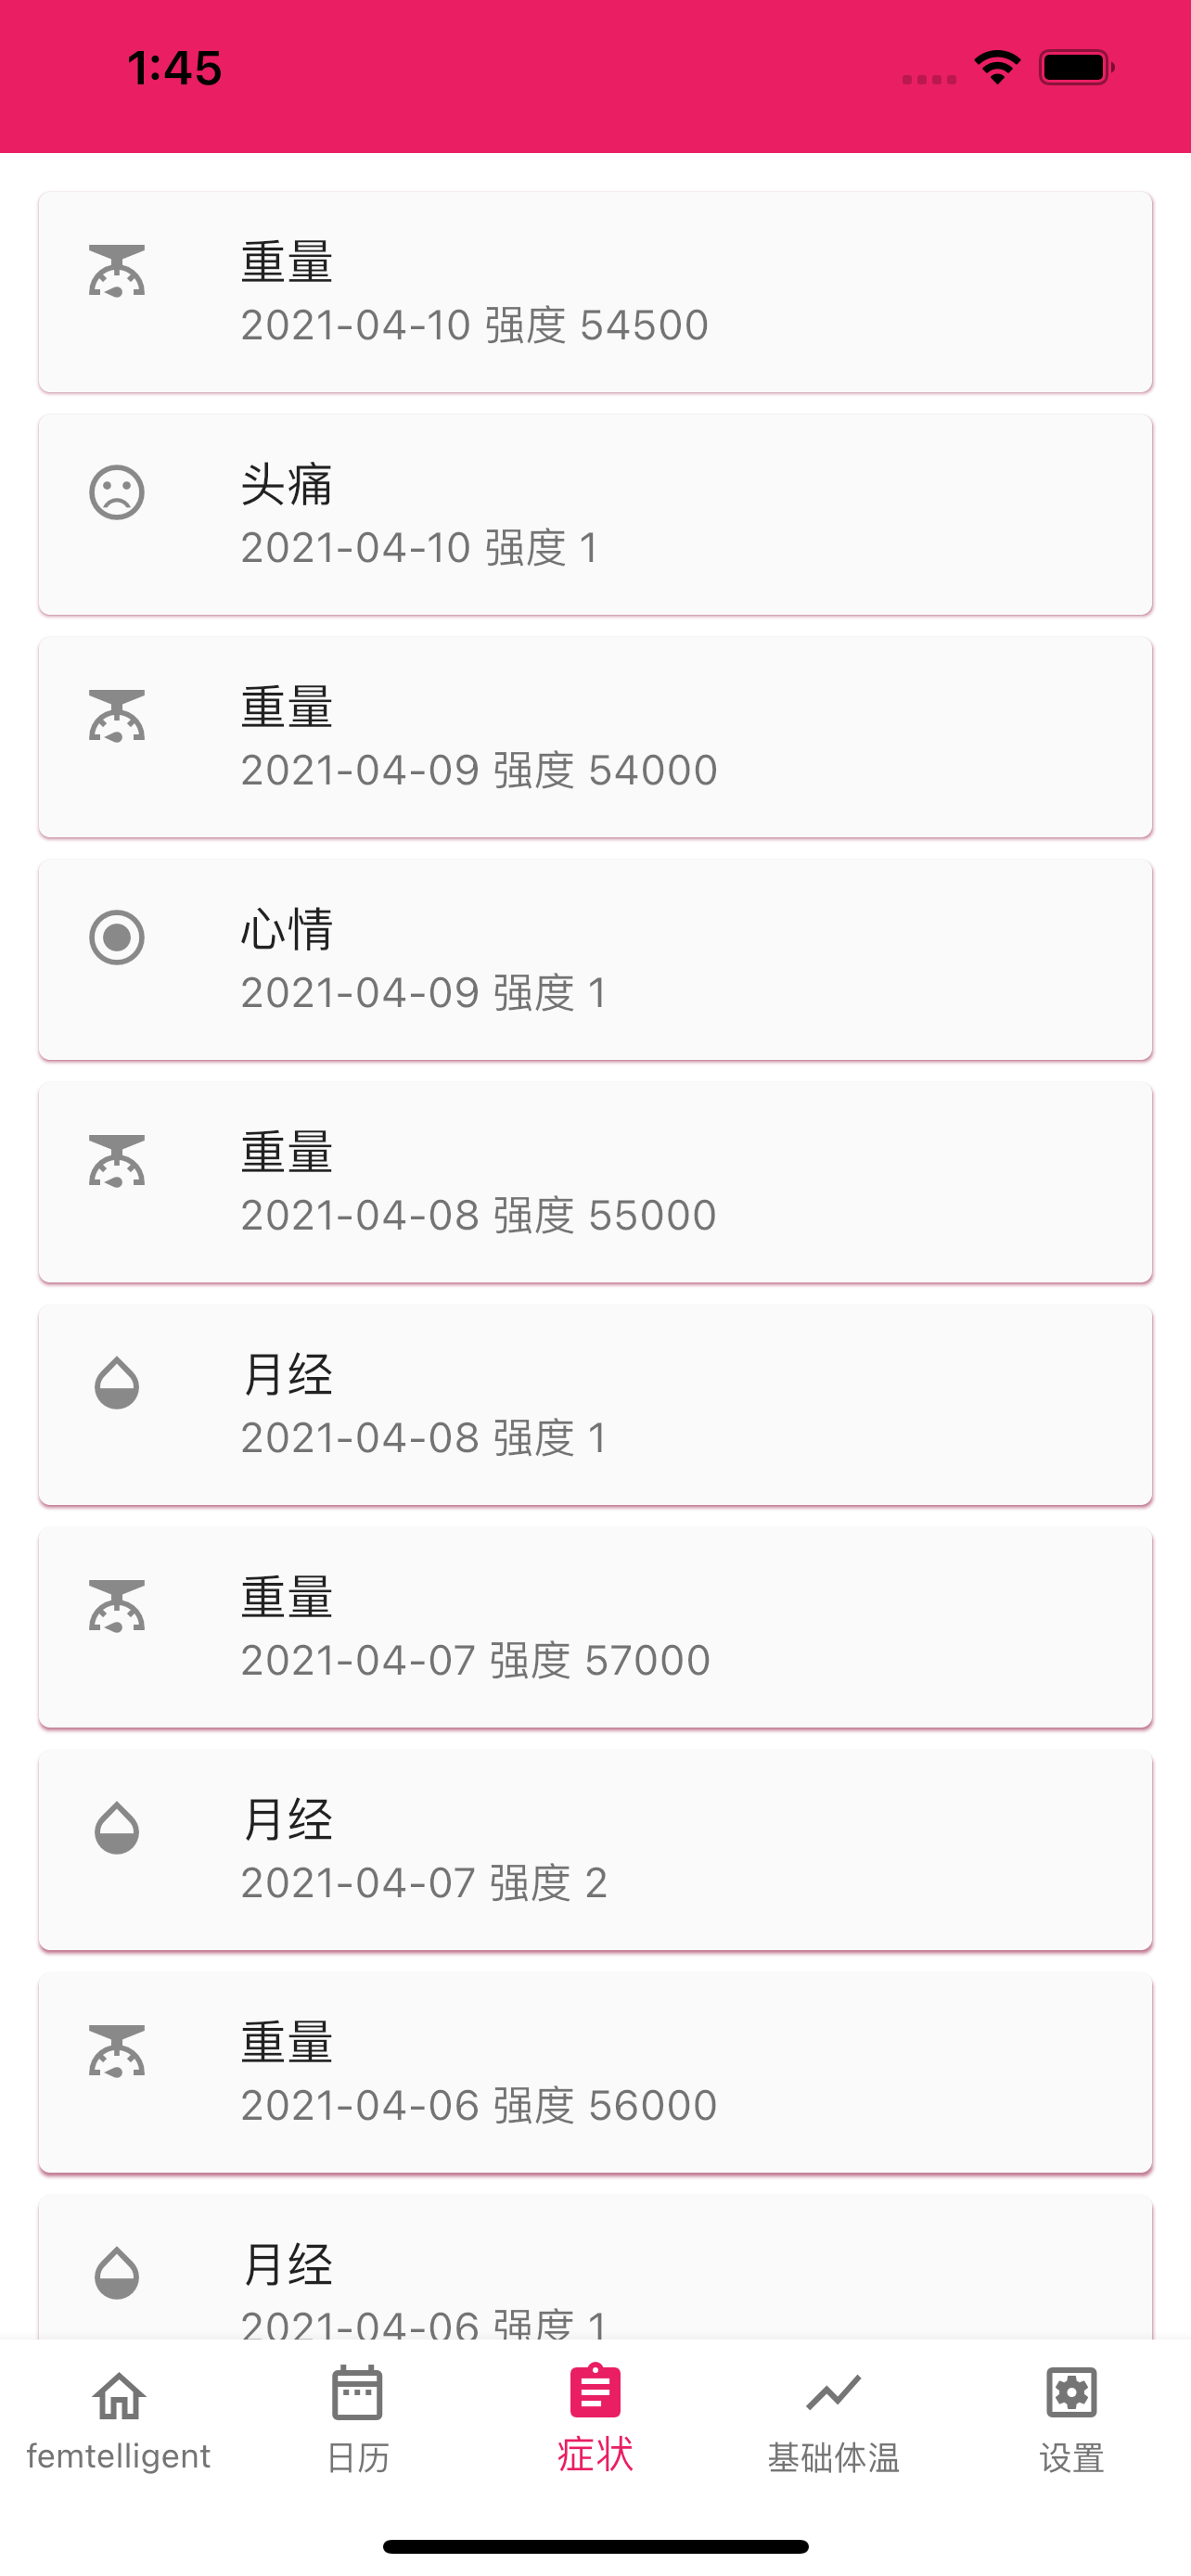 1:45
重量
2021-04-10 强度 54500
头痛
2021-04-10 强度 1
重量
2021-04-09 强度 54000
心情
2021-04-09 强度 1
重量
2021-04-08 强度 55000
月经
2021-04-08 强度 1
重量
2021-04-07 强度 57000
月经
2021-04-07 强度 2
重量
2021-04-06 强度 56000
月经
2021-04-06 强度 1
femtelligent
日历
症状
基础体温
设置